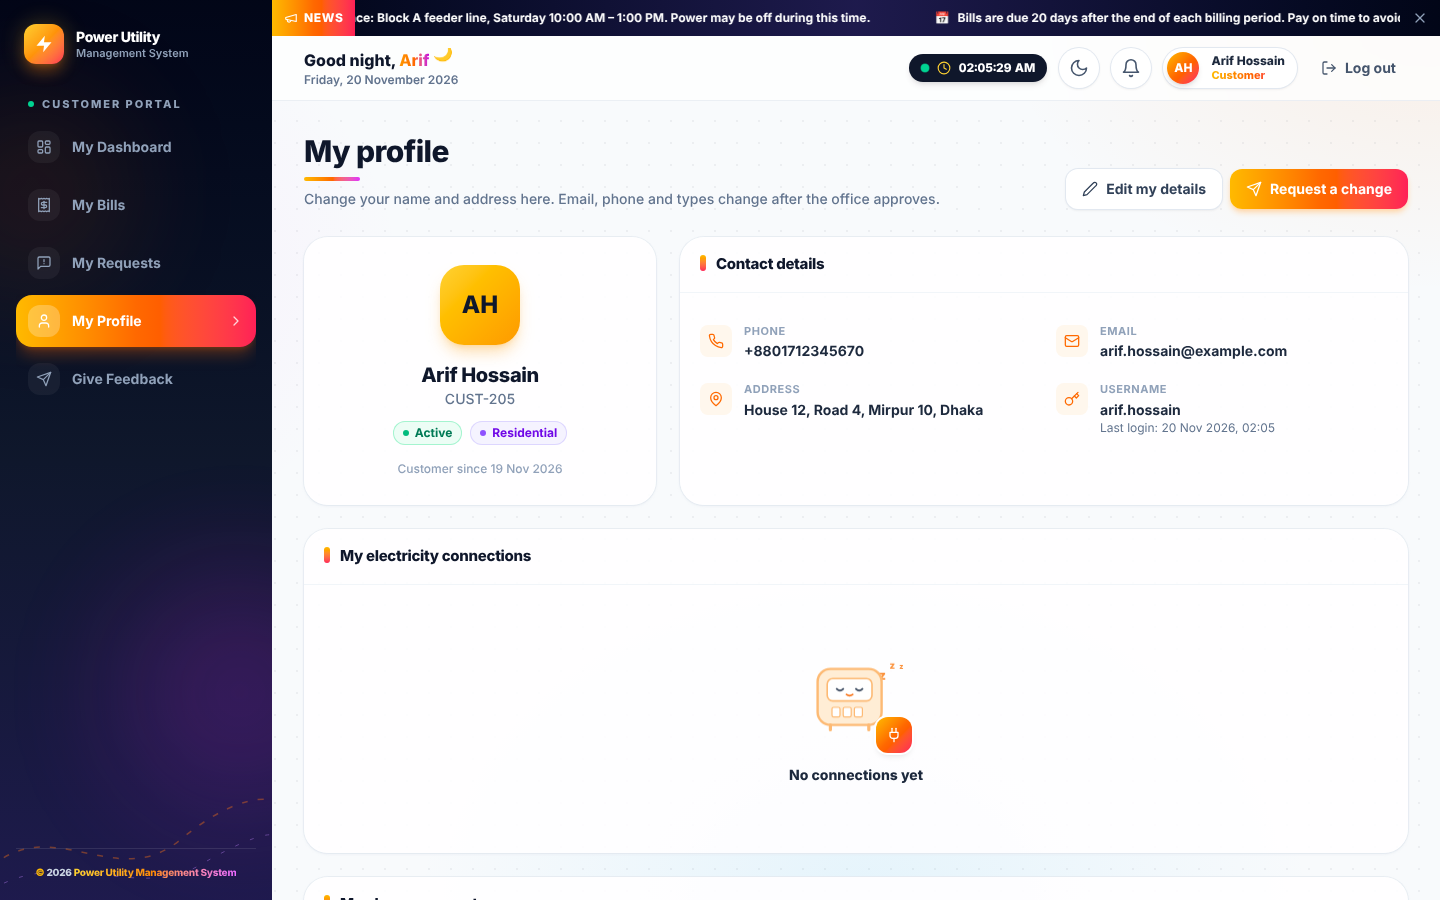 Power Utility
Management System
CUSTOMER PORTAL
My Dashboard
My Bills
My Requests
My Profile
Give Feedback
© 2026 Power Utility Management System
NEWS
Block A feeder line, Saturday 10:00 AM – 1:00 PM. Power may be off during this time.
Bills are due 20 days after the end of each billing period. Pay on time to
Good night, Arif
Friday, 20 November 2026
02:05:29 AM
AH
Arif Hossain
Customer
Log out
My profile
Change your name and address here. Email, phone and types change after the office approves.
Edit my details
Request a change
AH
Arif Hossain
CUST-205
Active
Residential
Customer since 19 Nov 2026
Contact details
PHONE
+8801712345670
EMAIL
arif.hossain@example.com
ADDRESS
House 12, Road 4, Mirpur 10, Dhaka
USERNAME
arif.hossain
Last login: 20 Nov 2026, 02:05
My electricity connections
z z z
No connections yet